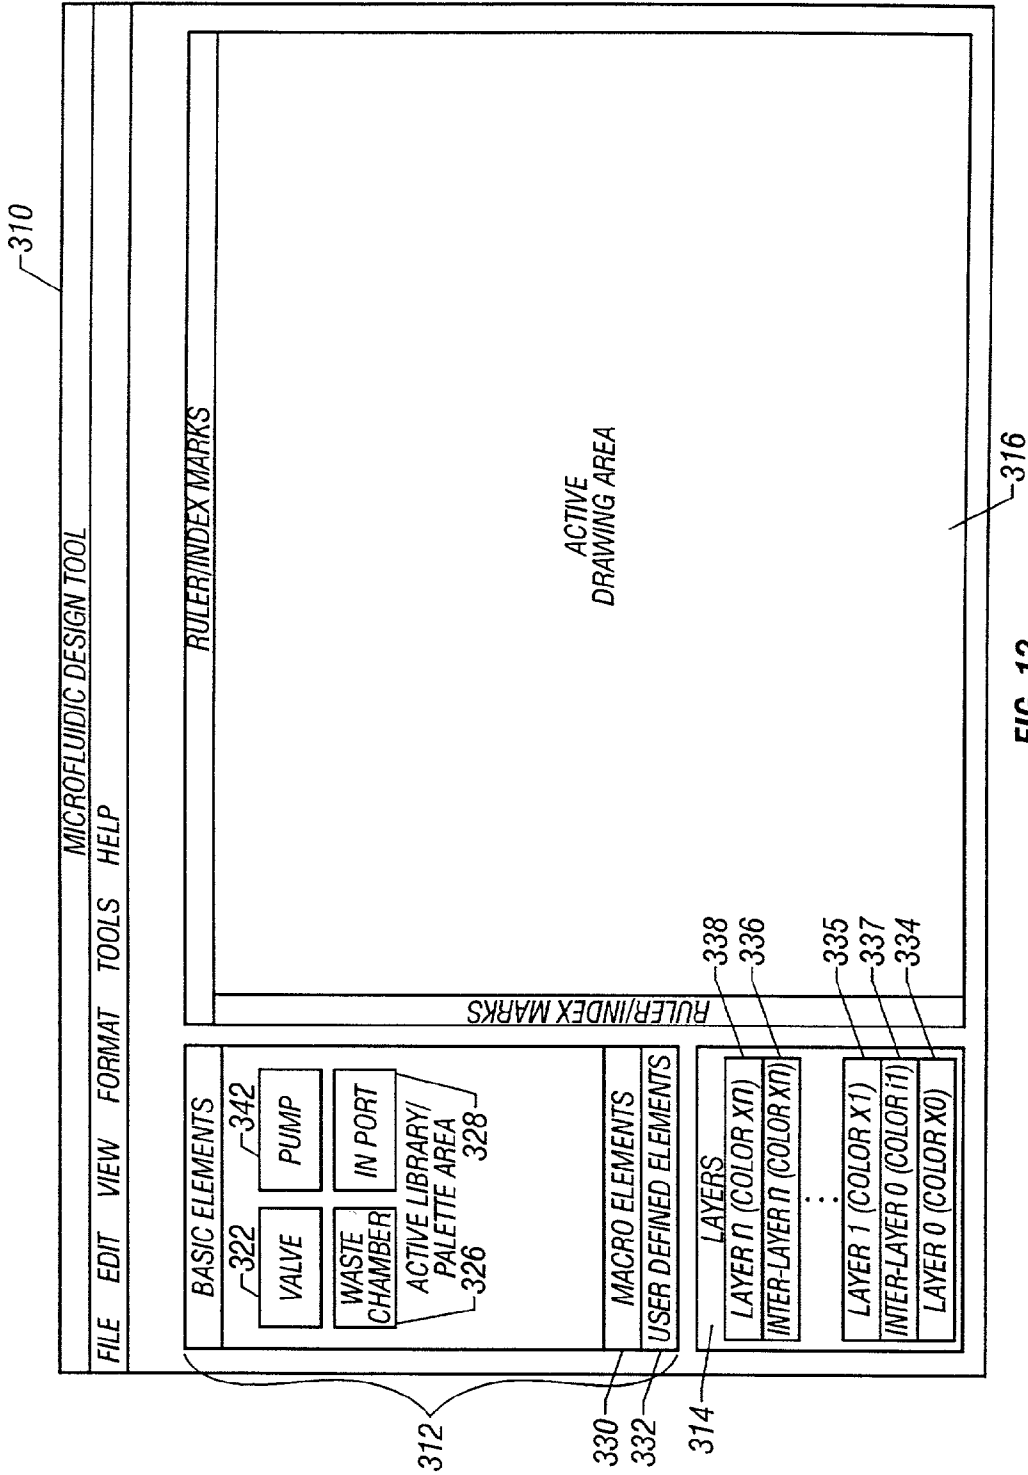 310
MICROFLUIDIC DESIGN TOOL
FILE EDIT VIEW FORMAT TOOLS HELP
312
BASIC ELEMENTS
322
342
VALVE
PUMP
WASTE
CHAMBER
IN PORT
ACTIVE LIBRARY/
PALETTE AREA
326
328
330
MACRO ELEMENTS
332
USER DEFINED ELEMENTS
314
LAYERS
LAYER n (COLOR Xn)
338
INTER-LAYER n (COLOR Xn)
336
...
LAYER 1 (COLOR X1)
335
INTER-LAYER 0 (COLOR i1)
337
LAYER 0 (COLOR X0)
334
RULER/INDEX MARKS
RULER/INDEX MARKS
ACTIVE
DRAWING AREA
316